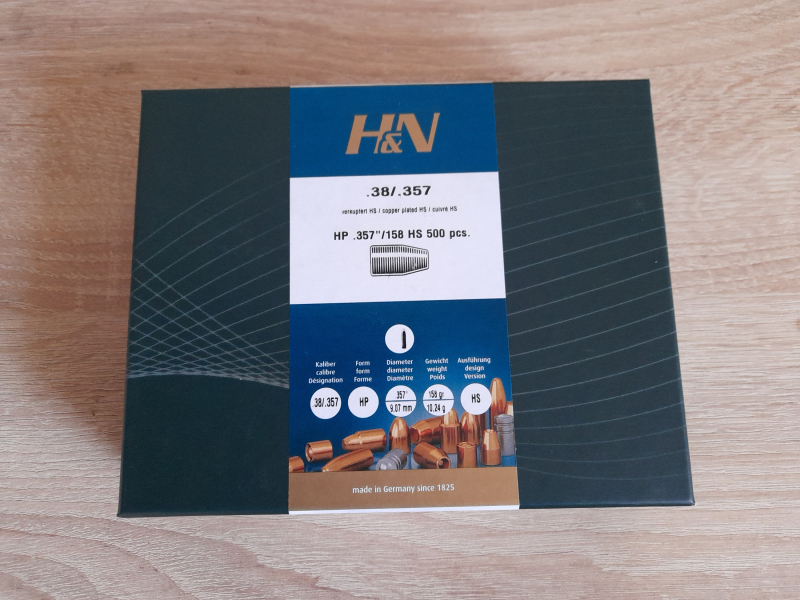 H&N
.38/.357
verkupfert HS / copper plated HS / cuivré HS
HP .357"/158 HS 500 pcs.
Kaliber
calibre
Désignation
38/.357
Form
form
Forme
HP
Diameter
diameter
Diamètre
.357"
9,07 mm
Gewicht
weight
Poids
158 gr
10,24 g
Ausführung
design
Version
HS
made in Germany since 1825